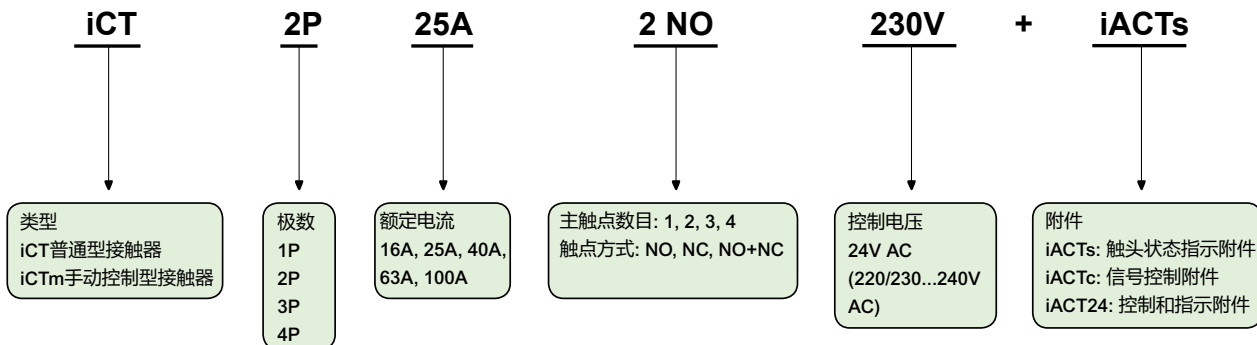 iCT 2P 25A 2 NO 230V + iACTs
类型
iCT普通型接触器
iCTm手动控制型接触器
极数
1P
2P
3P
4P
额定电流
16A, 25A, 40A,
63A, 100A
主触点数目: 1, 2, 3, 4
触点方式: NO, NC, NO+NC
控制电压
24V AC
(220/230...240V
AC)
附件
iACTs: 触头状态指示附件
iACTc: 信号控制附件
iACT24: 控制和指示附件